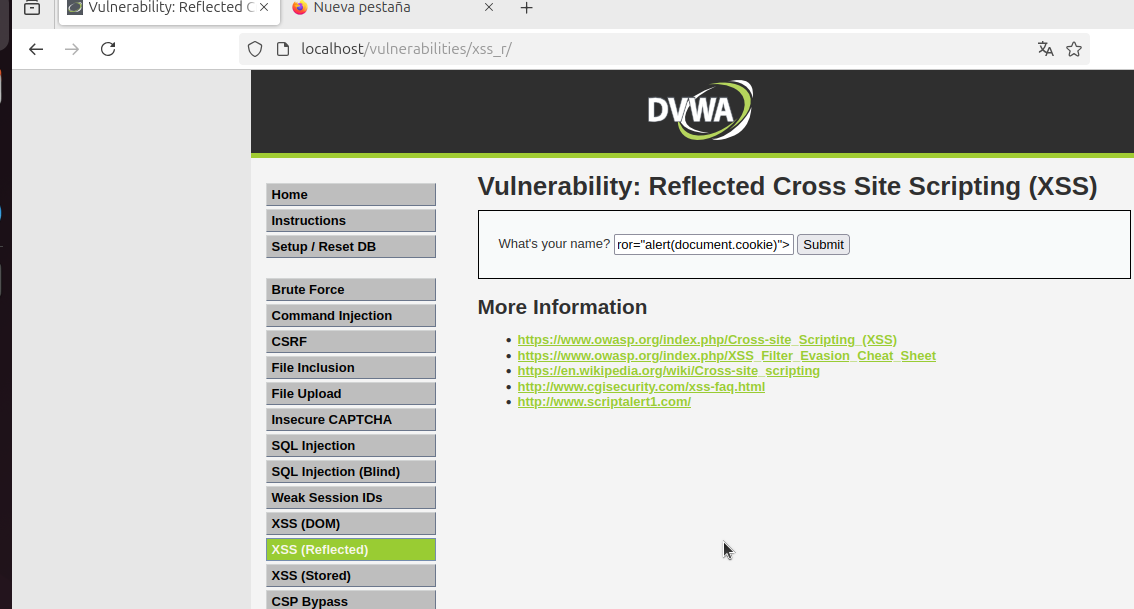 Vulnerability: Reflected C
Nueva pestaña
localhost/vulnerabilities/xss_r/
DVWA
Home
Instructions
Setup / Reset DB
Brute Force
Command Injection
CSRF
File Inclusion
File Upload
Insecure CAPTCHA
SQL Injection
SQL Injection (Blind)
Weak Session IDs
XSS (DOM)
XSS (Reflected)
XSS (Stored)
CSP Bypass
Vulnerability: Reflected Cross Site Scripting (XSS)
What's your name? ror="alert(document.cookie)"> Submit
More Information
https://www.owasp.org/index.php/Cross-site_Scripting_(XSS)
https://www.owasp.org/index.php/XSS_Filter_Evasion_Cheat_Sheet
https://en.wikipedia.org/wiki/Cross-site_scripting
http://www.cgisecurity.com/xss-faq.html
http://www.scriptalert1.com/